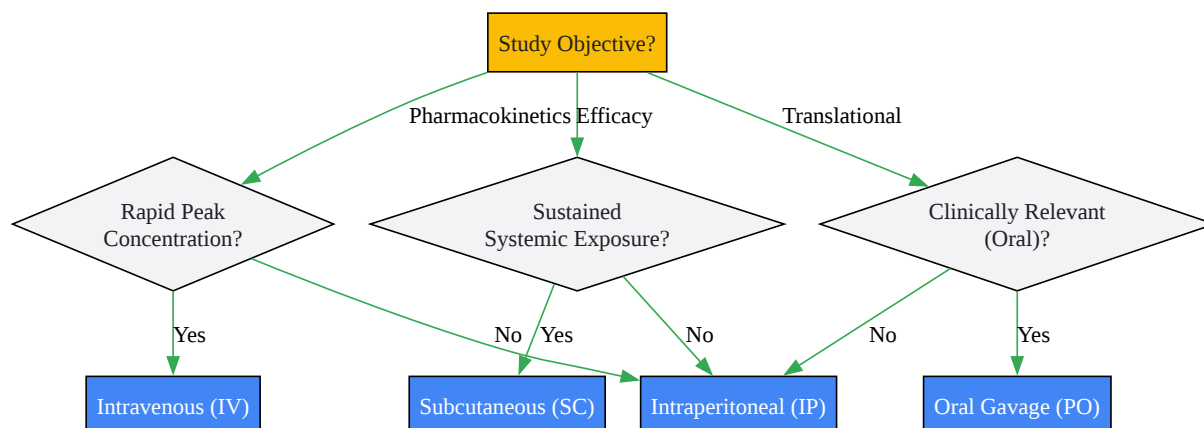 Study Objective?
Pharmacokinetics
Efficacy
Translational
Rapid Peak
Concentration?
Sustained
Systemic Exposure?
Clinically Relevant
(Oral)?
Yes
No
Yes
No
No
Yes
Intravenous (IV)
Subcutaneous (SC)
Intraperitoneal (IP)
Oral Gavage (PO)